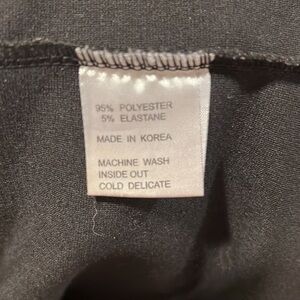 95% POLYESTER
5% ELASTANE
MADE IN KOREA
MACHINE WASH
INSIDE OUT
COLD DELICATE